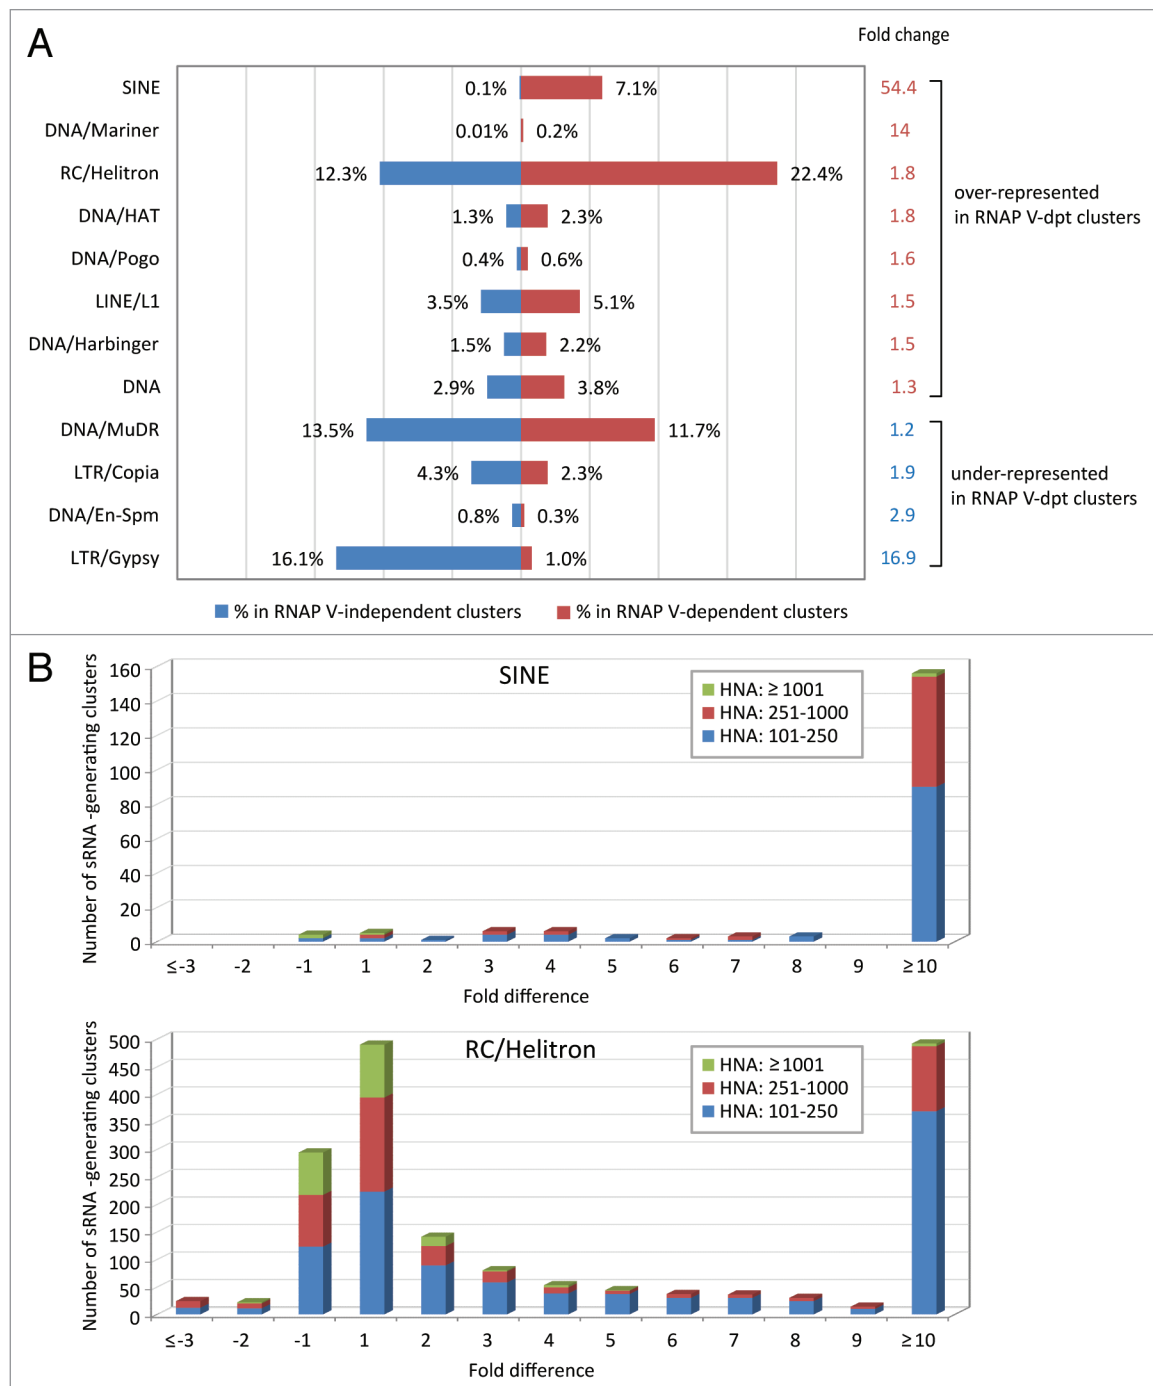 A
Fold change
SINE 0.1% 7.1% 54.4
DNA/Mariner 0.01% 0.2% 14
RC/Helitron 12.3% 22.4% 1.8
over-represented
in RNAP V-dpt clusters
DNA/HAT 1.3% 2.3% 1.8
DNA/Pogo 0.4% 0.6% 1.6
LINE/L1 3.5% 5.1% 1.5
DNA/Harbinger 1.5% 2.2% 1.5
DNA 2.9% 3.8% 1.3
DNA/MuDR 13.5% 11.7% 1.2
LTR/Copia 4.3% 2.3% 1.9
under-represented
in RNAP V-dpt clusters
DNA/En-Spm 0.8% 0.3% 2.9
LTR/Gypsy 16.1% 1.0% 16.9
% in RNAP V-independent clusters % in RNAP V-dependent clusters
B
SINE
Number of sRNA -generating clusters
160
140
120
100
80
60
40
20
0
HNA: ≥ 1001
HNA: 251-1000
HNA: 101-250
≤-3 -2 -1 1 2 3 4 5 6 7 8 9 ≥10
Fold difference
RC/Helitron
Number of sRNA -generating clusters
500
450
400
350
300
250
200
150
100
50
0
HNA: ≥1001
HNA: 251-1000
HNA: 101-250
≤-3 -2 -1 1 2 3 4 5 6 7 8 9 ≥10
Fold difference